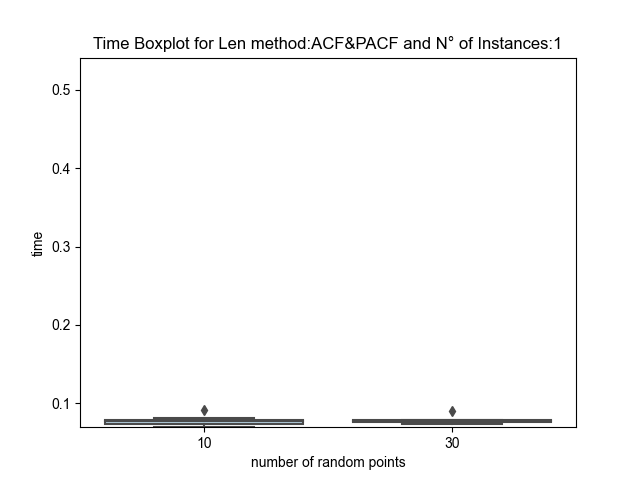 Time Boxplot for Len method:ACF&PACF and N° of Instances:1
0.5
0.4
0.3
0.2
0.1
time
10 30
number of random points